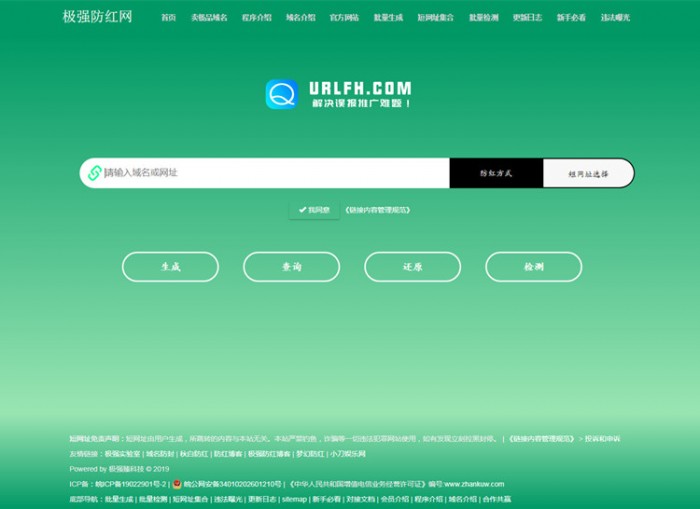 极强防红网 首页 卖极品域名 程序介绍 域名介绍 官方网站 批量生成 短网址集合 批量检测 更新日志 新手必看 违法曝光
URLFH.COM
解决误报推广难题！
请输入域名或网址 防红方式 短网址选择
我同意 《链接内容管理规范》
生成 查询 还原 检测
短网址免责声明：短网址由用户生成，所跳转的内容与本站无关。本站严禁钓鱼，诈骗等一切违法犯罪网站使用，如有发现立刻拉黑封停。 | 《链接内容管理规范》 > 投诉和申诉
友情链接：极强实验室 | 域名防封 | 秋白防红 | 防红博客 | 极强防红博客 | 梦幻防红 | 小刀娱乐网
Powered by 极强藤科技 © 2019
ICP备：皖ICP备19022901号-2 | 皖公网安备34010202601210号 | 《中华人民共和国增值电信业务经营许可证》编号:www.zhankuw.com
底部导航：批量生成 | 批量检测 | 短网址集合 | 违法曝光 | 更新日志 | sitemap | 新手必看 | 对接文档 | 会员介绍 | 程序介绍 | 域名介绍 | 合作共赢